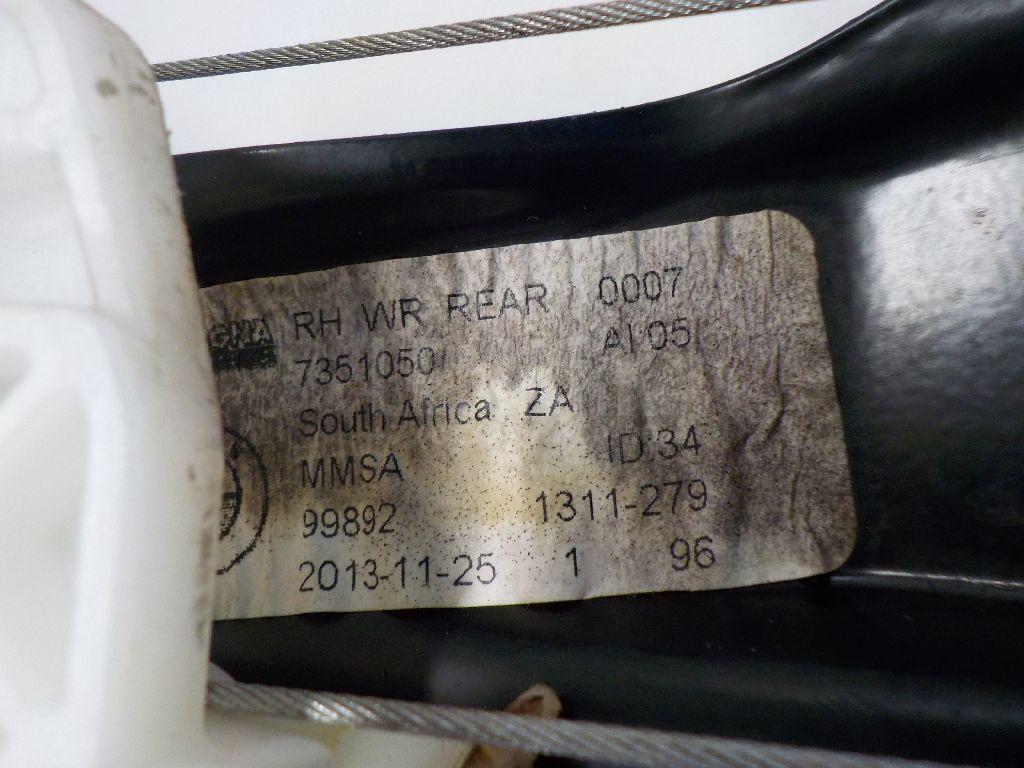 RH WR REAR 0007
7351050 AI 05
South Africa ZA
MMSA ID:34
99892 1311-279
2013-11-25 1 96